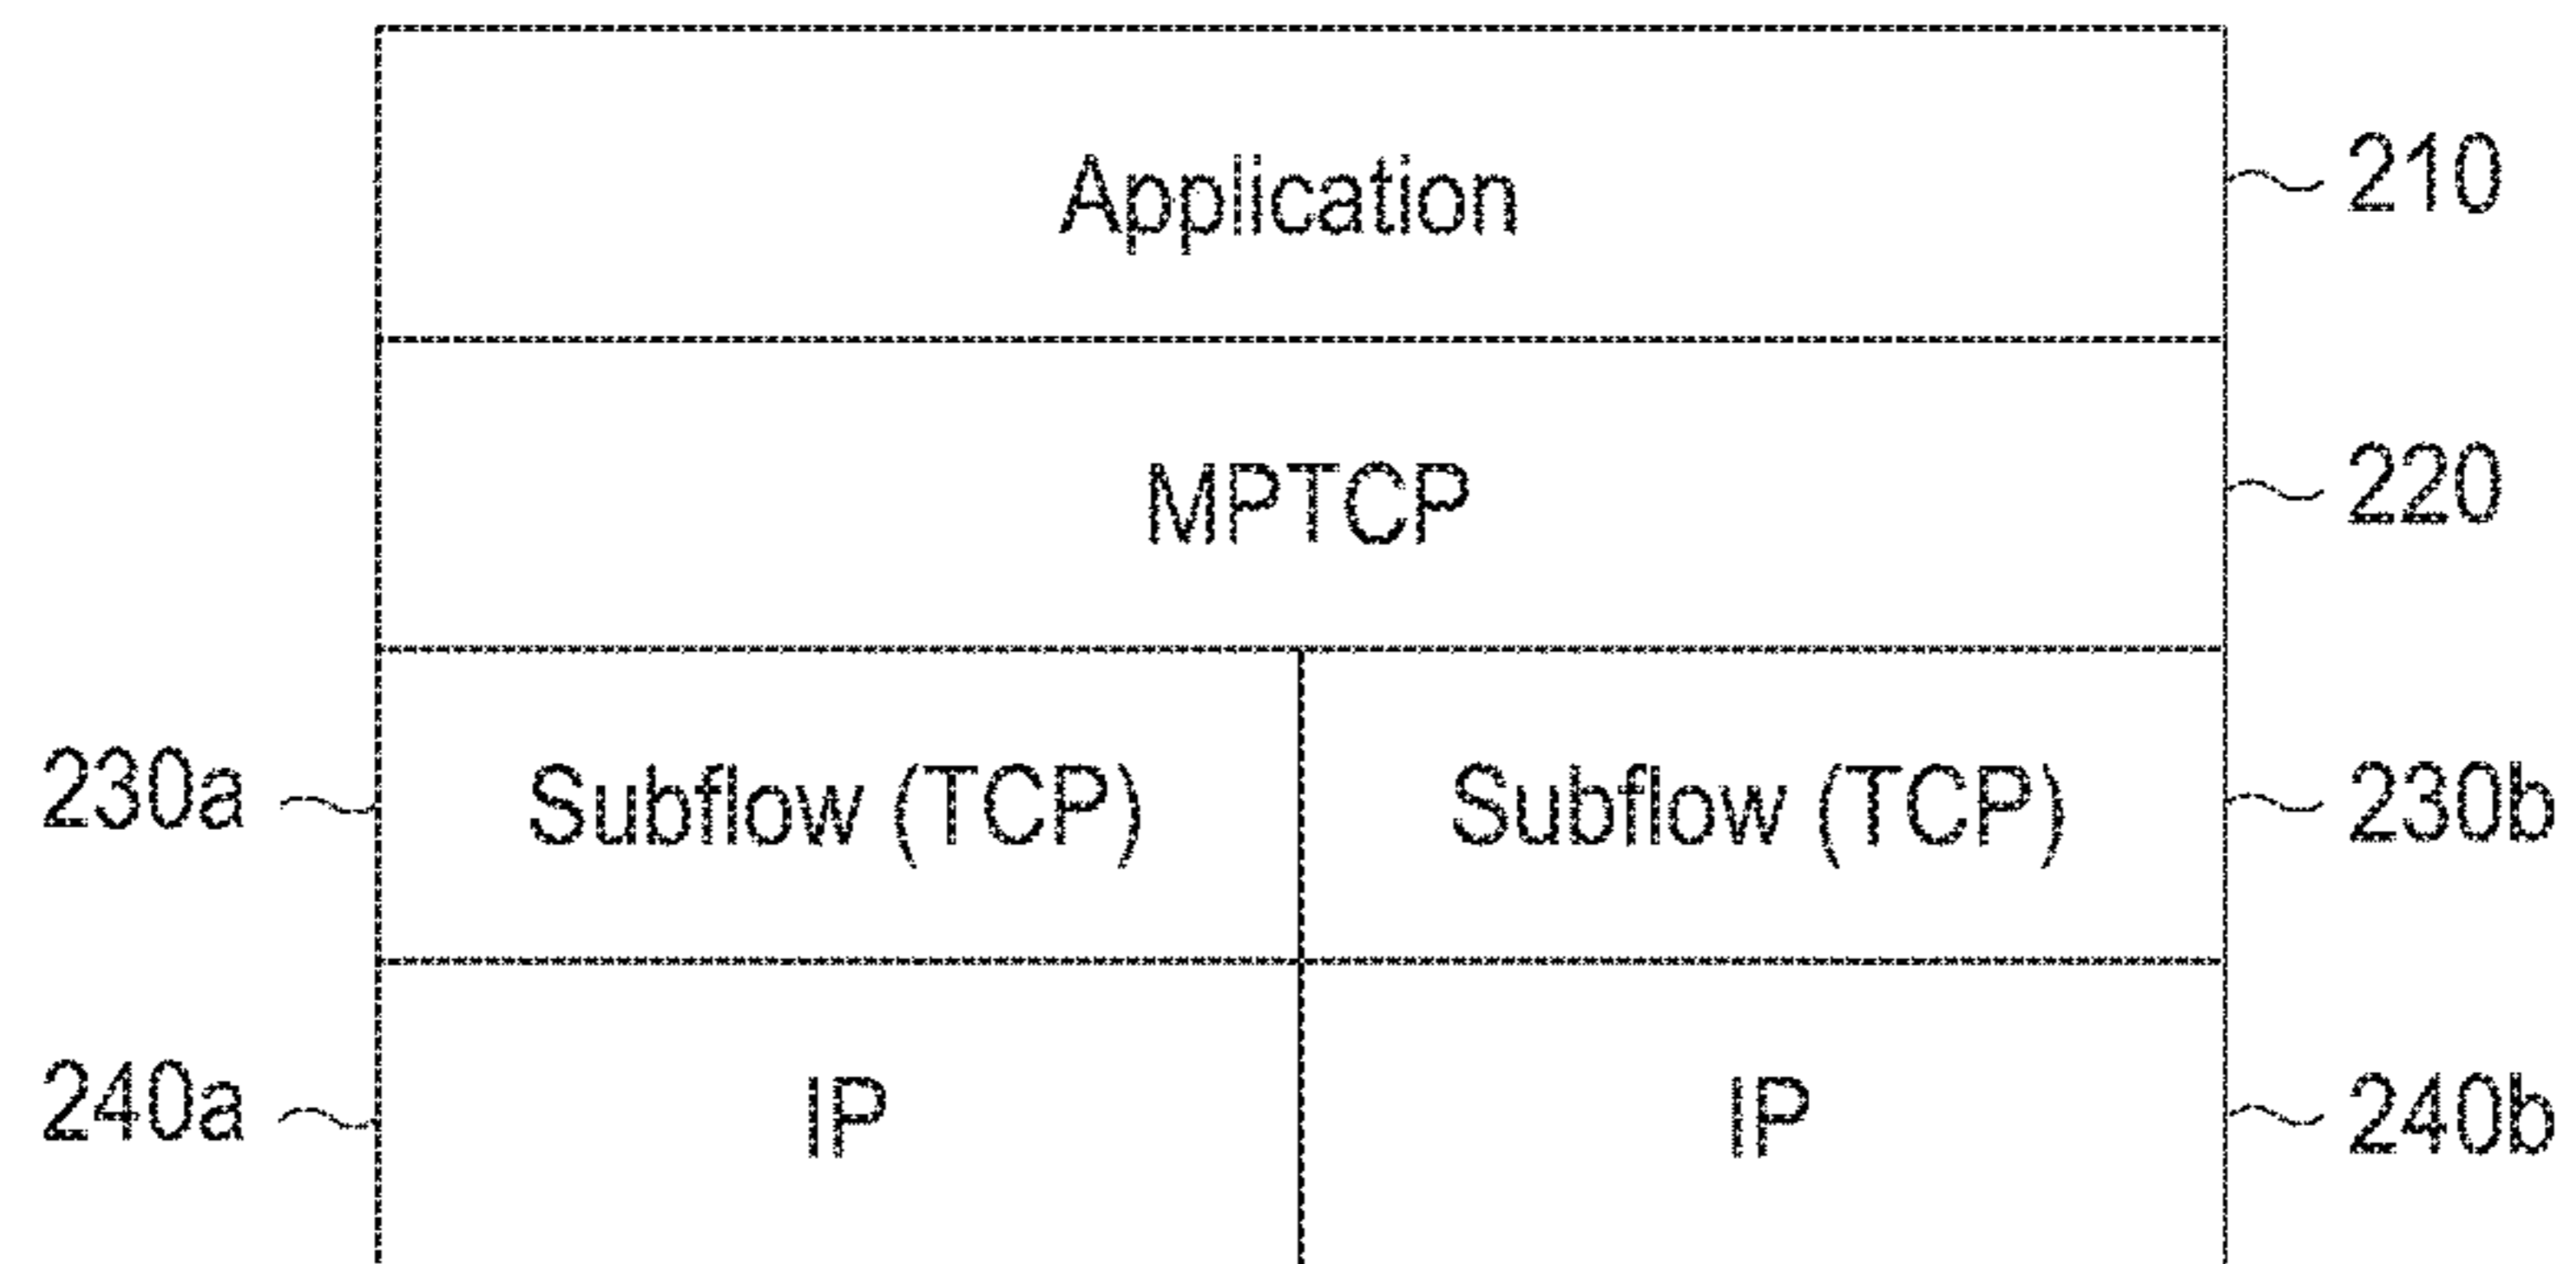 Application
210
MPTCP
220
230a
Subflow (TCP)
Subflow (TCP)
230b
240a
IP
IP
240b